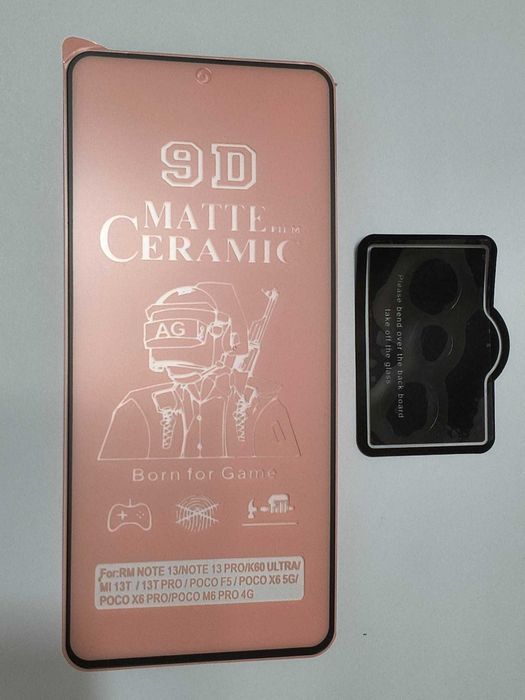 9D
MATTE FILM
CERAMIC
AG
Born for Game
For:RM NOTE 13/NOTE 13 PRO/K60 ULTRA/
MI 13T / 13T PRO / POCO F5 / POCO X6 5G/
POCO X6 PRO/POCO M6 PRO 4G
Please bend over the back board
take off the glass